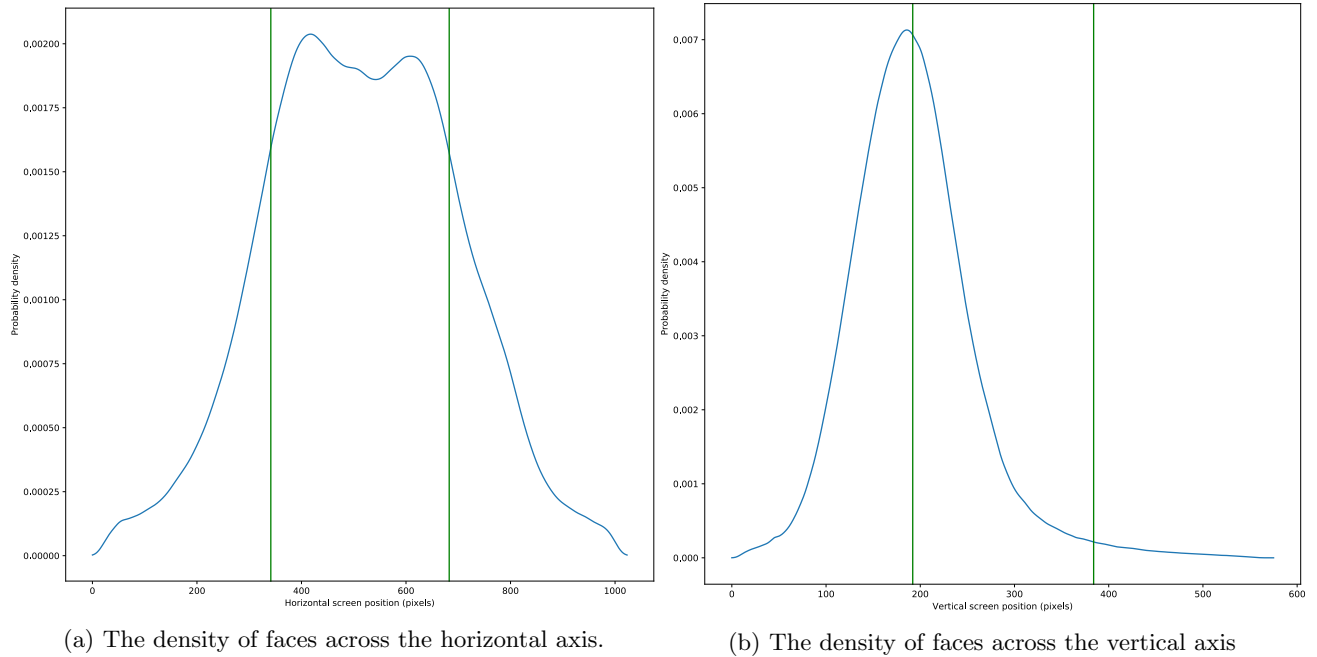 0.00200
0.00175
0.00150
0.00125
0.00100
0.00075
0.00050
0.00025
0.00000
Probability density
0 200 400 600 800 1000
Horizontal screen position (pixels)
(a) The density of faces across the horizontal axis.
0.007
0.006
0.005
0.004
0.003
0.002
0.001
0.000
Probability density
0 100 200 300 400 500 600
Vertical screen position (pixels)
(b) The density of faces across the vertical axis